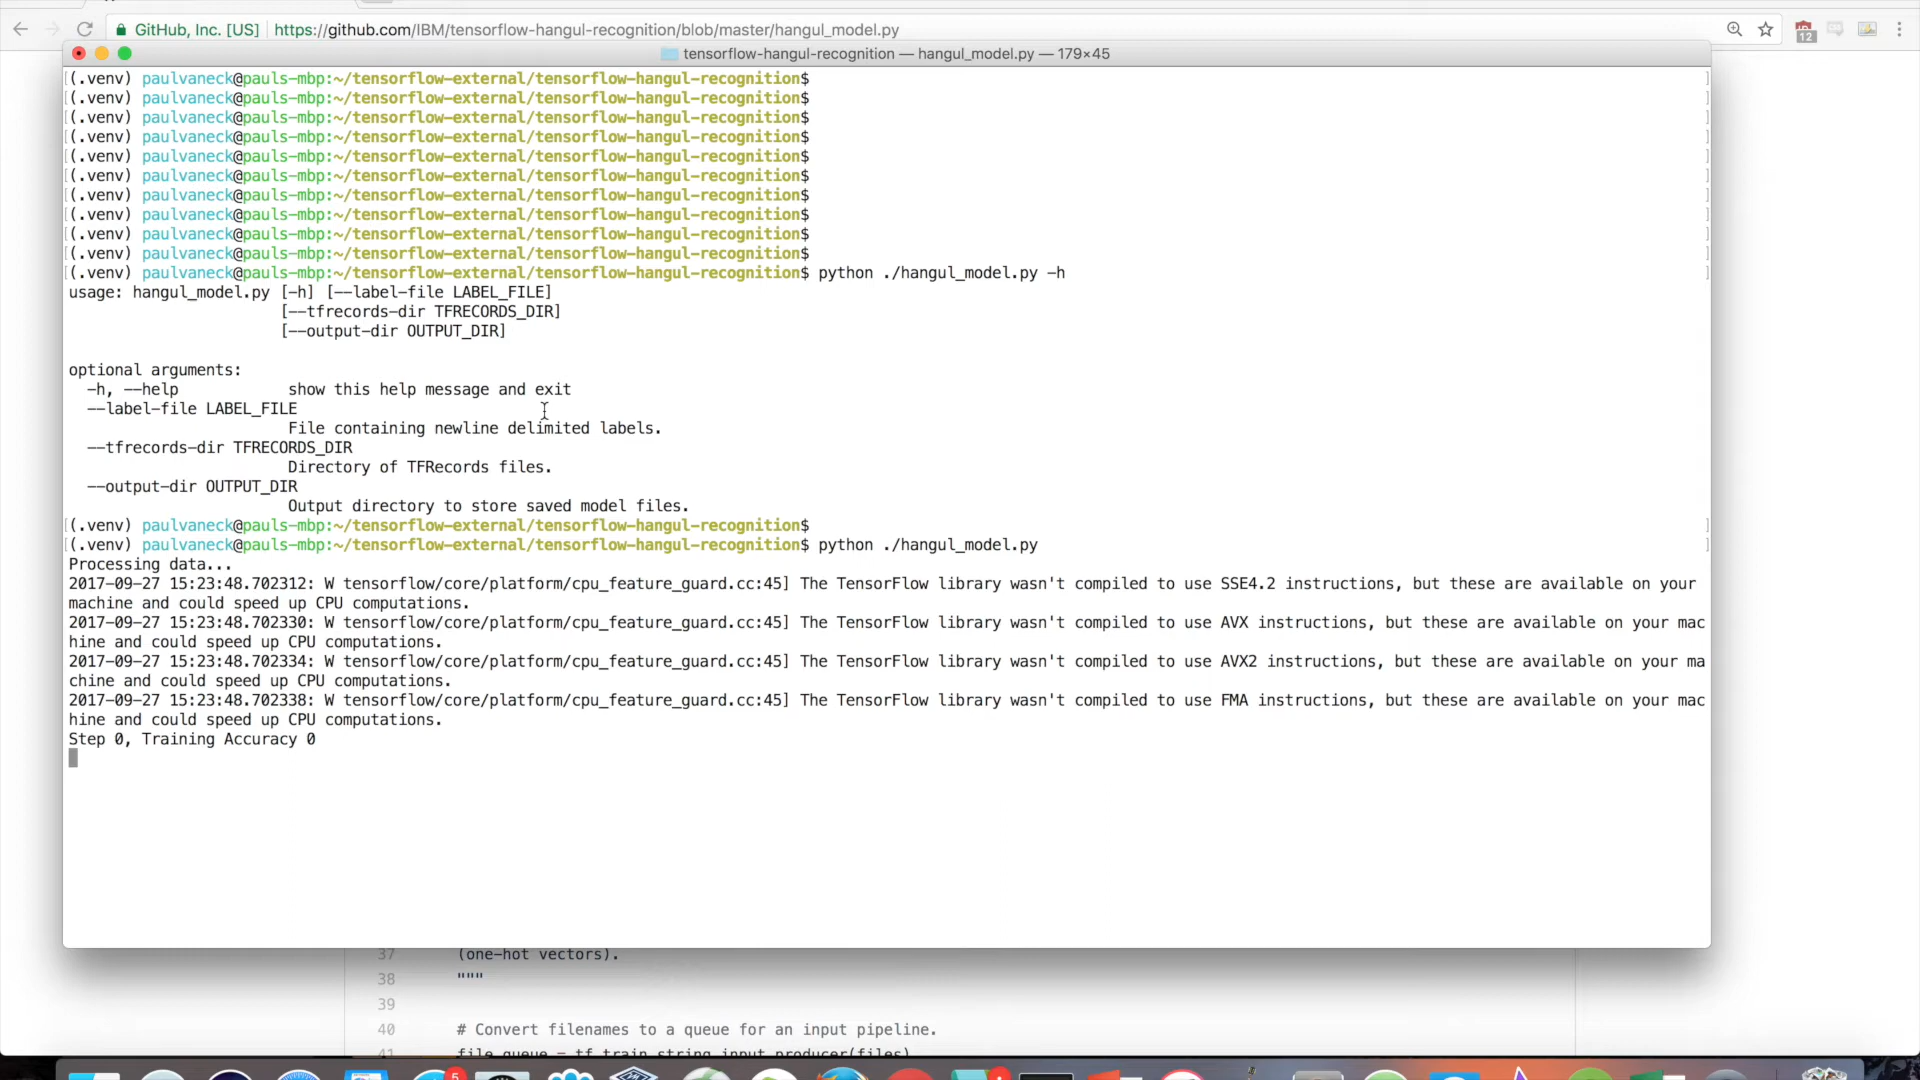 GitHub, Inc. [US] https://github.com/IBM/tensorflow-hangul-recognition/blob/master/hangul_model.py
12
tensorflow-hangul-recognition — hangul_model.py — 179×45
[(.venv) paulvaneck@pauls-mbp:~/tensorflow-external/tensorflow-hangul-recognition$ ]
[(.venv) paulvaneck@pauls-mbp:~/tensorflow-external/tensorflow-hangul-recognition$ ]
[(.venv) paulvaneck@pauls-mbp:~/tensorflow-external/tensorflow-hangul-recognition$ ]
[(.venv) paulvaneck@pauls-mbp:~/tensorflow-external/tensorflow-hangul-recognition$ ]
[(.venv) paulvaneck@pauls-mbp:~/tensorflow-external/tensorflow-hangul-recognition$ ]
[(.venv) paulvaneck@pauls-mbp:~/tensorflow-external/tensorflow-hangul-recognition$ ]
[(.venv) paulvaneck@pauls-mbp:~/tensorflow-external/tensorflow-hangul-recognition$ ]
[(.venv) paulvaneck@pauls-mbp:~/tensorflow-external/tensorflow-hangul-recognition$ ]
[(.venv) paulvaneck@pauls-mbp:~/tensorflow-external/tensorflow-hangul-recognition$ ]
[(.venv) paulvaneck@pauls-mbp:~/tensorflow-external/tensorflow-hangul-recognition$ ]
[(.venv) paulvaneck@pauls-mbp:~/tensorflow-external/tensorflow-hangul-recognition$ python ./hangul_model.py -h ]
usage: hangul_model.py [-h] [--label-file LABEL_FILE]
[--tfrecords-dir TFRECORDS_DIR]
[--output-dir OUTPUT_DIR]
optional arguments:
-h, --help show this help message and exit
--label-file LABEL_FILE
File containing newline delimited labels.
--tfrecords-dir TFRECORDS_DIR
Directory of TFRecords files.
--output-dir OUTPUT_DIR
Output directory to store saved model files.
[(.venv) paulvaneck@pauls-mbp:~/tensorflow-external/tensorflow-hangul-recognition$ ]
[(.venv) paulvaneck@pauls-mbp:~/tensorflow-external/tensorflow-hangul-recognition$ python ./hangul_model.py ]
Processing data...
2017-09-27 15:23:48.702312: W tensorflow/core/platform/cpu_feature_guard.cc:45] The TensorFlow library wasn't compiled to use SSE4.2 instructions, but these are available on your
machine and could speed up CPU computations.
2017-09-27 15:23:48.702330: W tensorflow/core/platform/cpu_feature_guard.cc:45] The TensorFlow library wasn't compiled to use AVX instructions, but these are available on your mac
hine and could speed up CPU computations.
2017-09-27 15:23:48.702334: W tensorflow/core/platform/cpu_feature_guard.cc:45] The TensorFlow library wasn't compiled to use AVX2 instructions, but these are available on your ma
chine and could speed up CPU computations.
2017-09-27 15:23:48.702338: W tensorflow/core/platform/cpu_feature_guard.cc:45] The TensorFlow library wasn't compiled to use FMA instructions, but these are available on your mac
hine and could speed up CPU computations.
Step 0, Training Accuracy 0
37 (one-hot vectors).
38 """
39
40 # Convert filenames to a queue for an input pipeline.
41 file_queue = tf.train.string_input_producer(files)
5